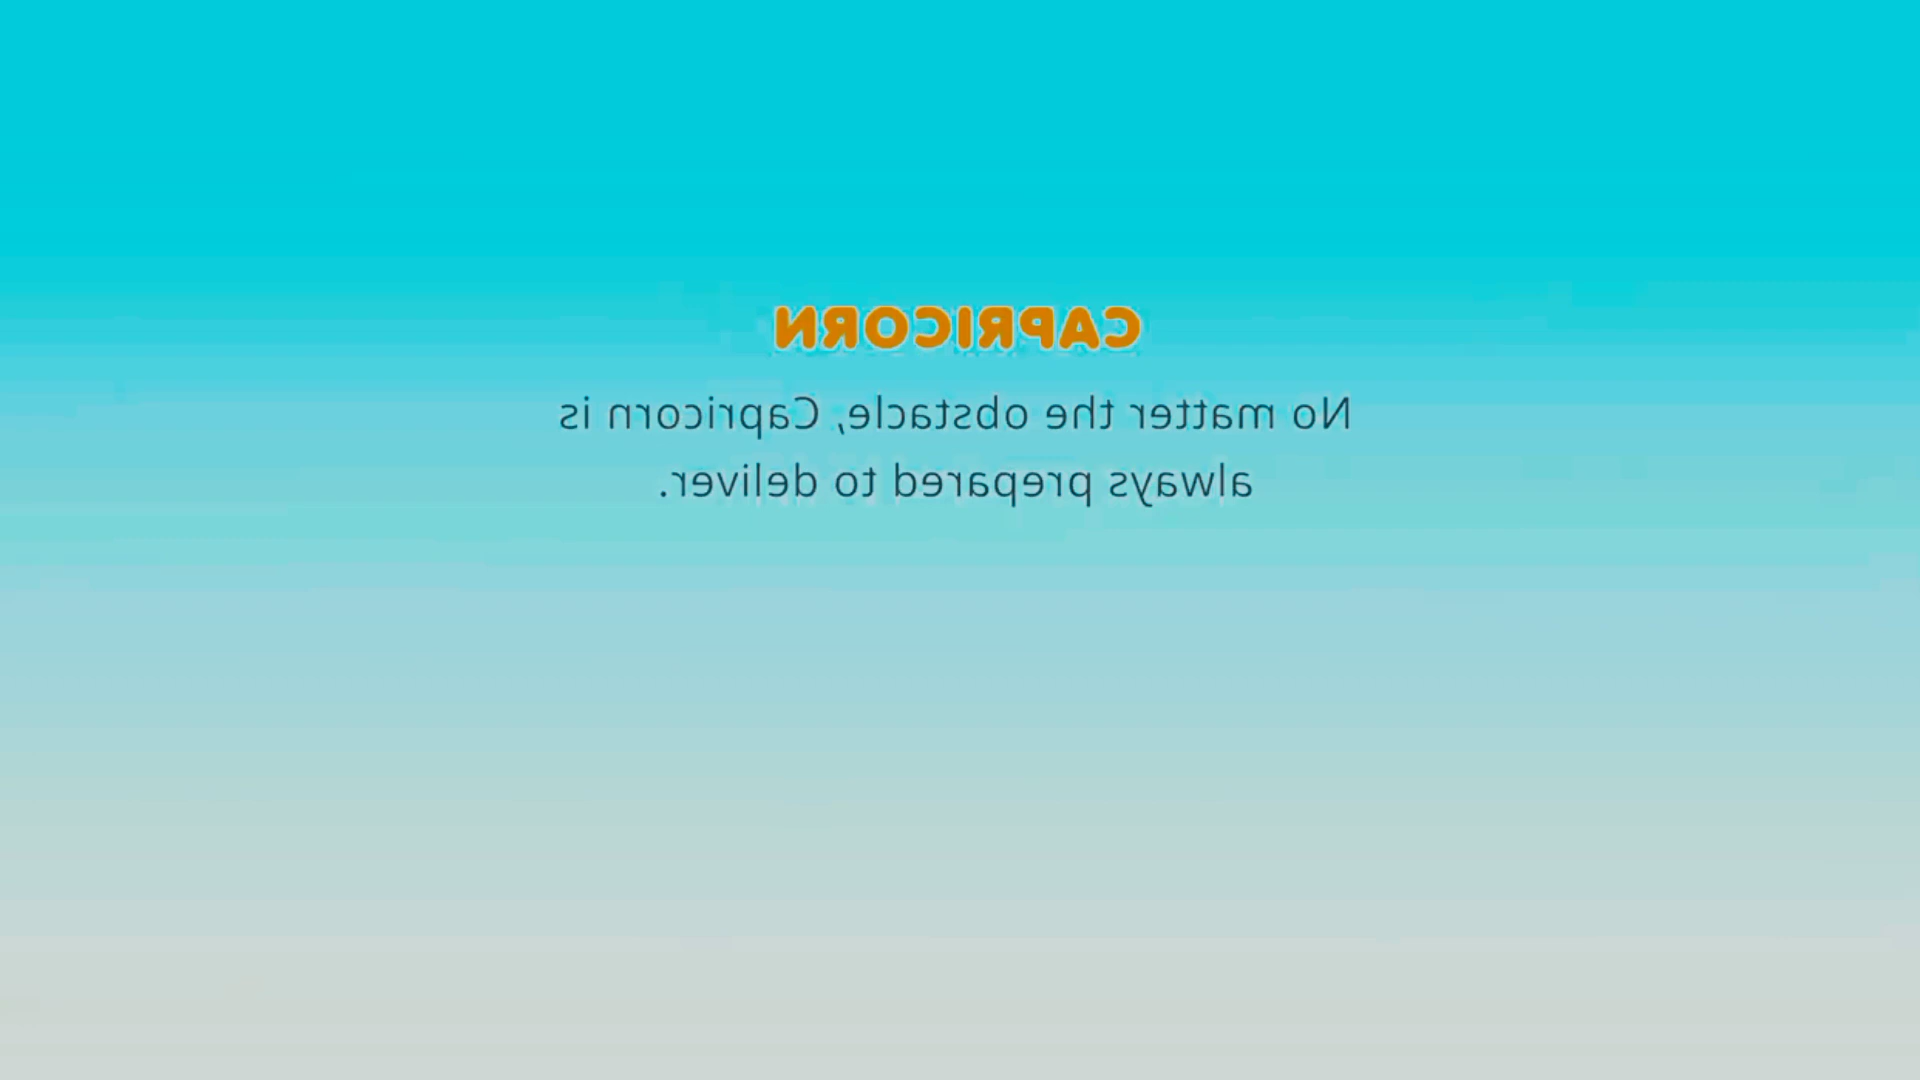 CAPRICORN
No matter the obstacle, Capricorn is
always prepared to deliver.